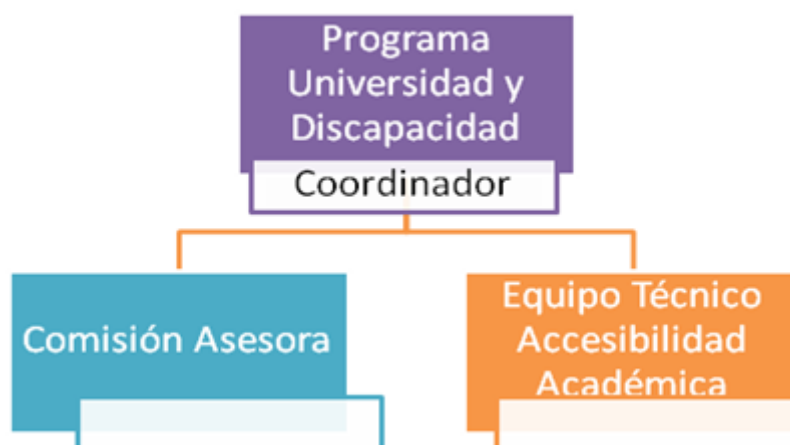 Programa
Universidad y
Discapacidad
Coordinador
Comisión Asesora
Equipo Técnico
Accesibilidad
Académica